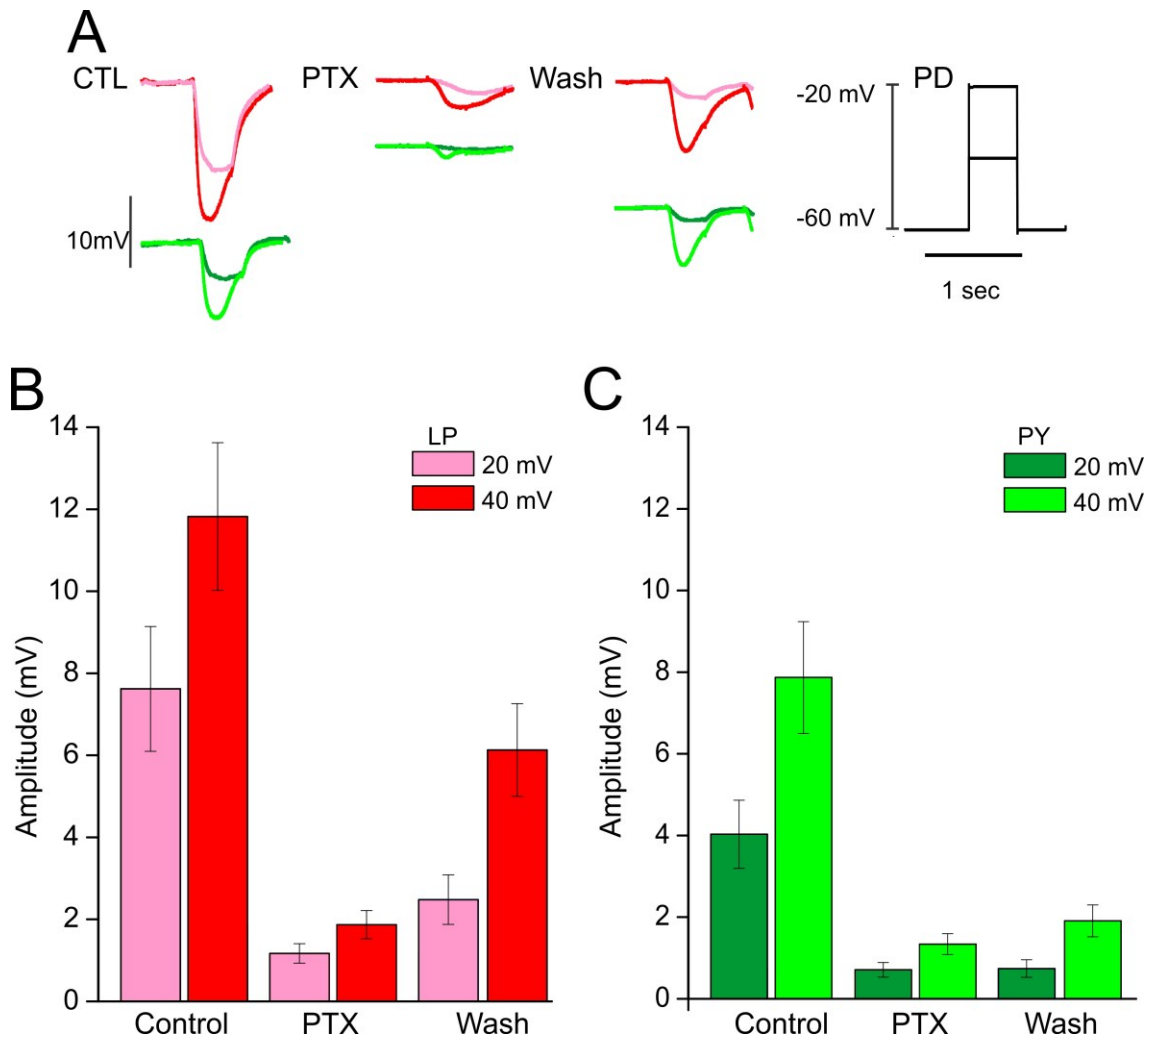 A
CTL
PTX
Wash
PD
-20 mV
-60 mV
10mV
1 sec
B
14
12
10
8
6
4
2
0
Amplitude (mV)
LP
20 mV
40 mV
Control
PTX
Wash
C
14
12
10
8
6
4
2
0
Amplitude (mV)
PY
20 mV
40 mV
Control
PTX
Wash